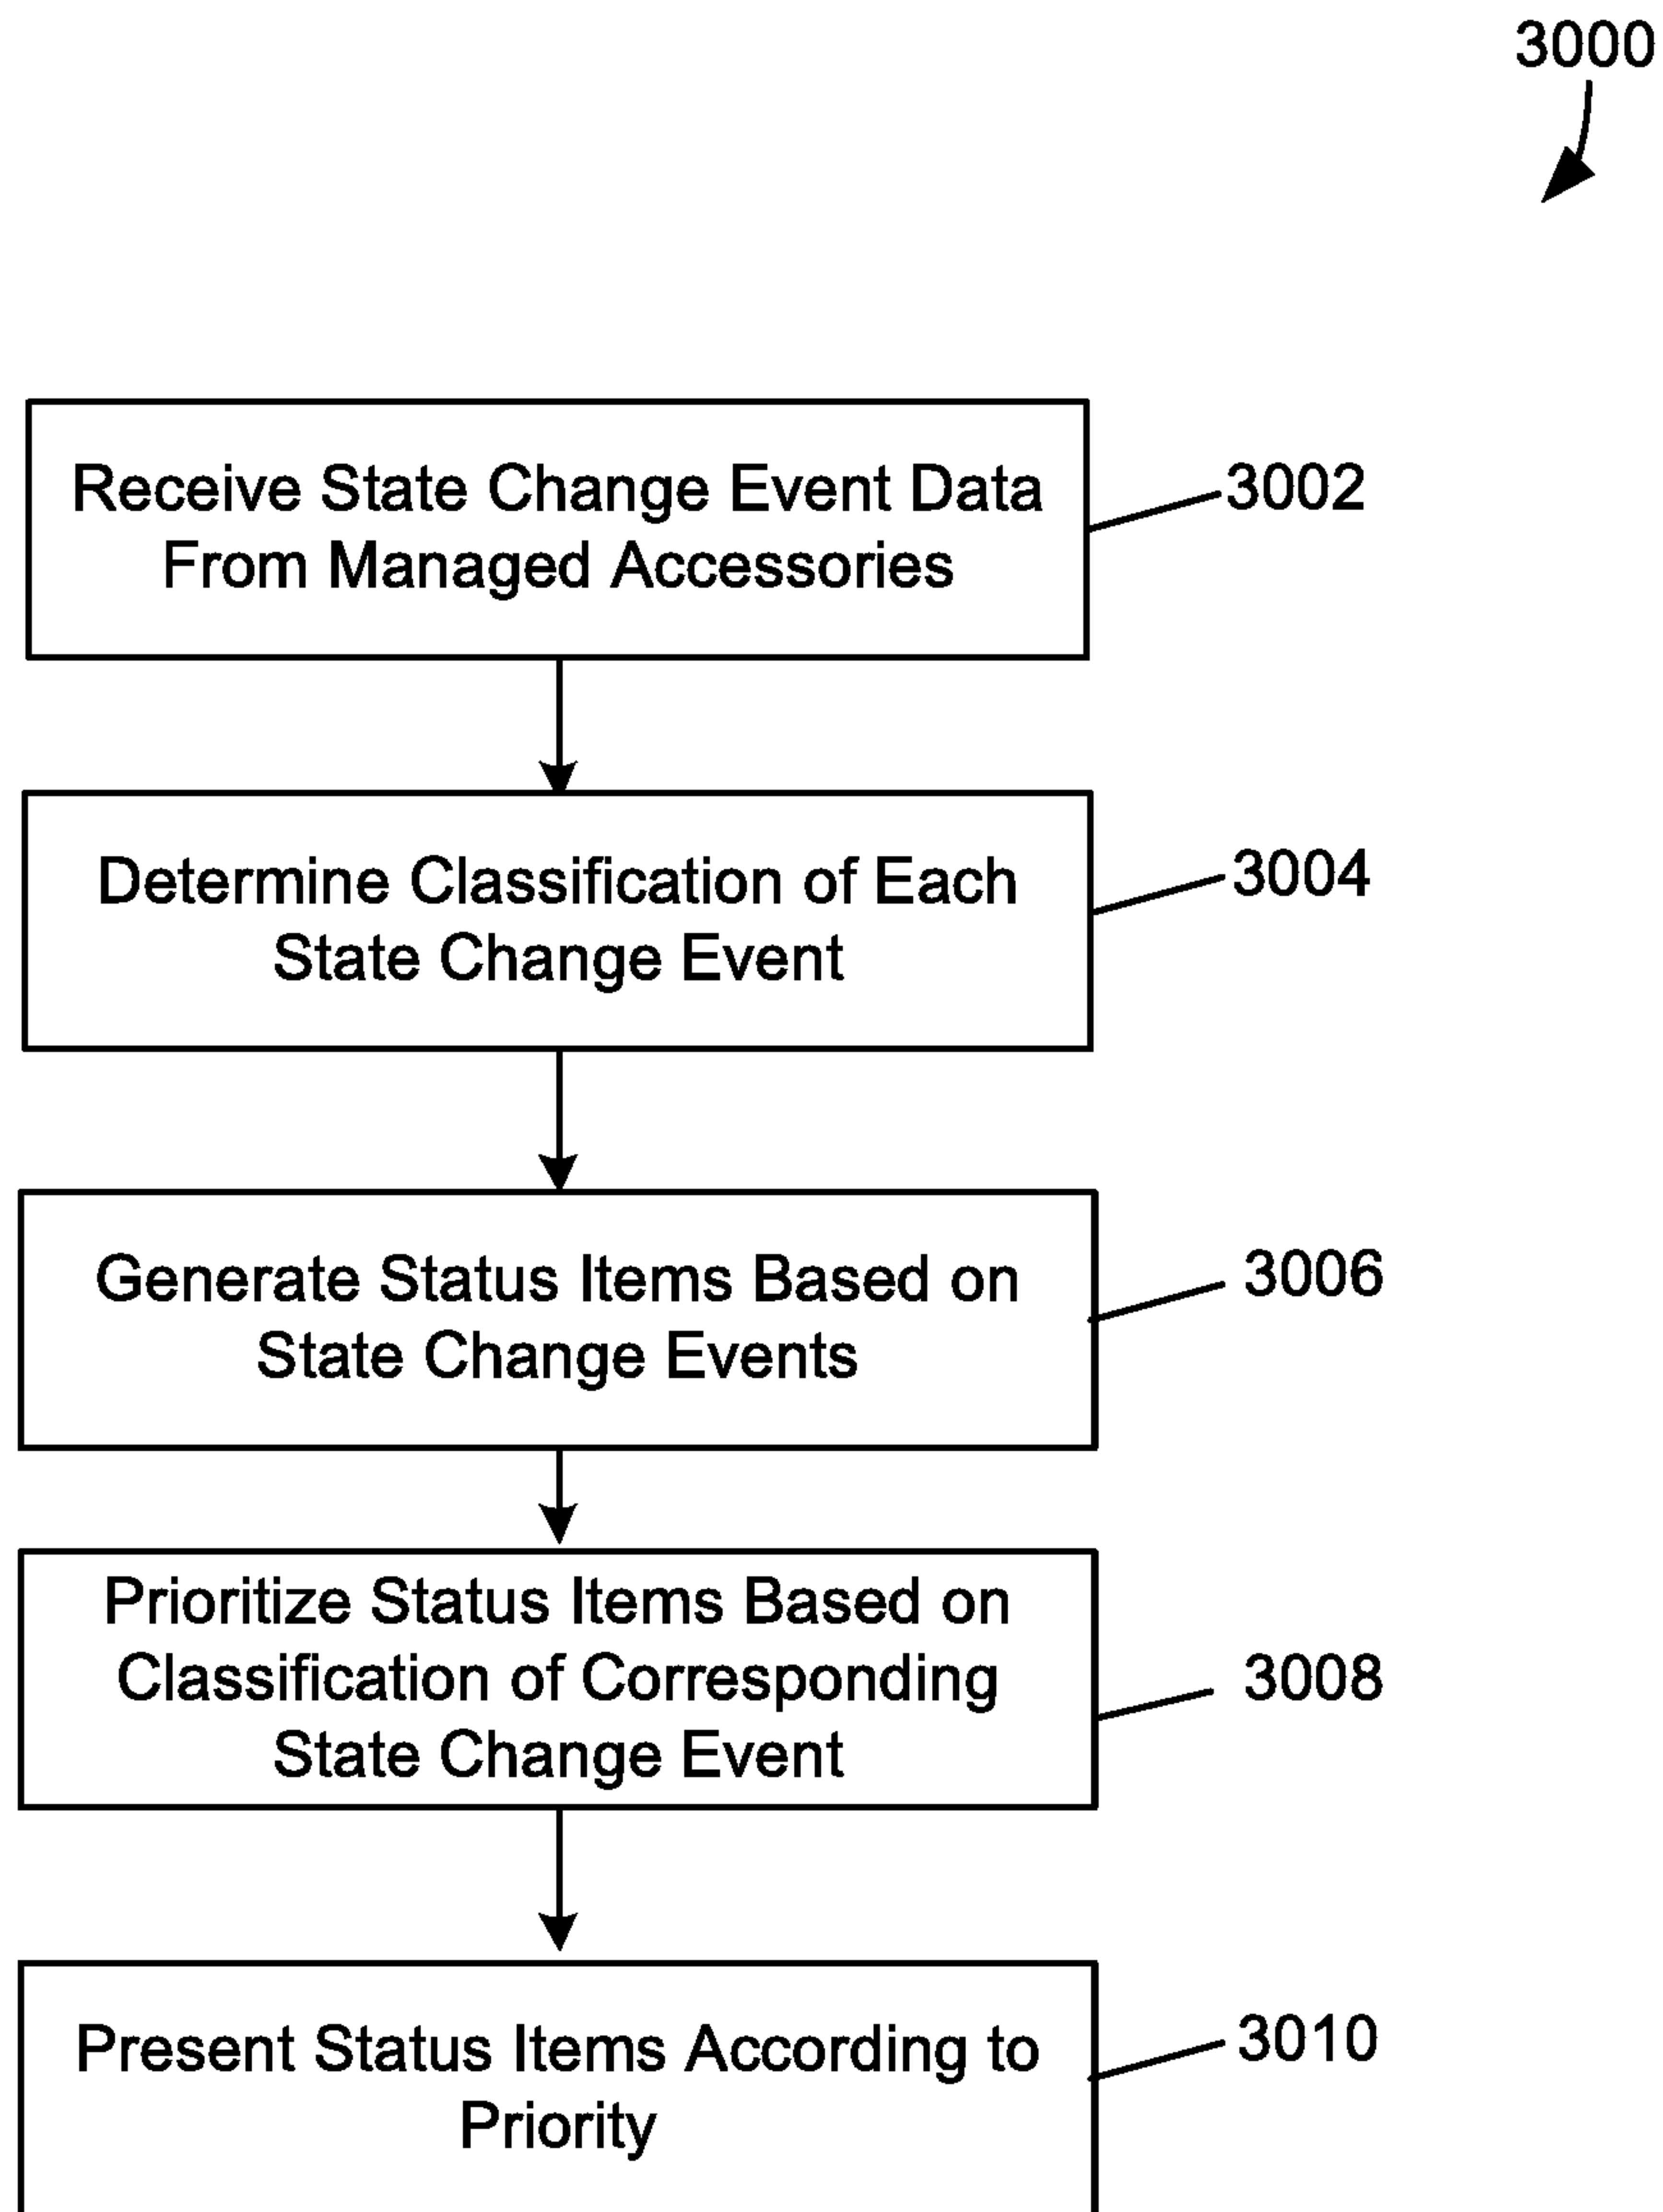 3000
Receive State Change Event Data
From Managed Accessories
3002
Determine Classification of Each
State Change Event
3004
Generate Status Items Based on
State Change Events
3006
Prioritize Status Items Based on
Classification of Corresponding
State Change Event
3008
Present Status Items According to
Priority
3010